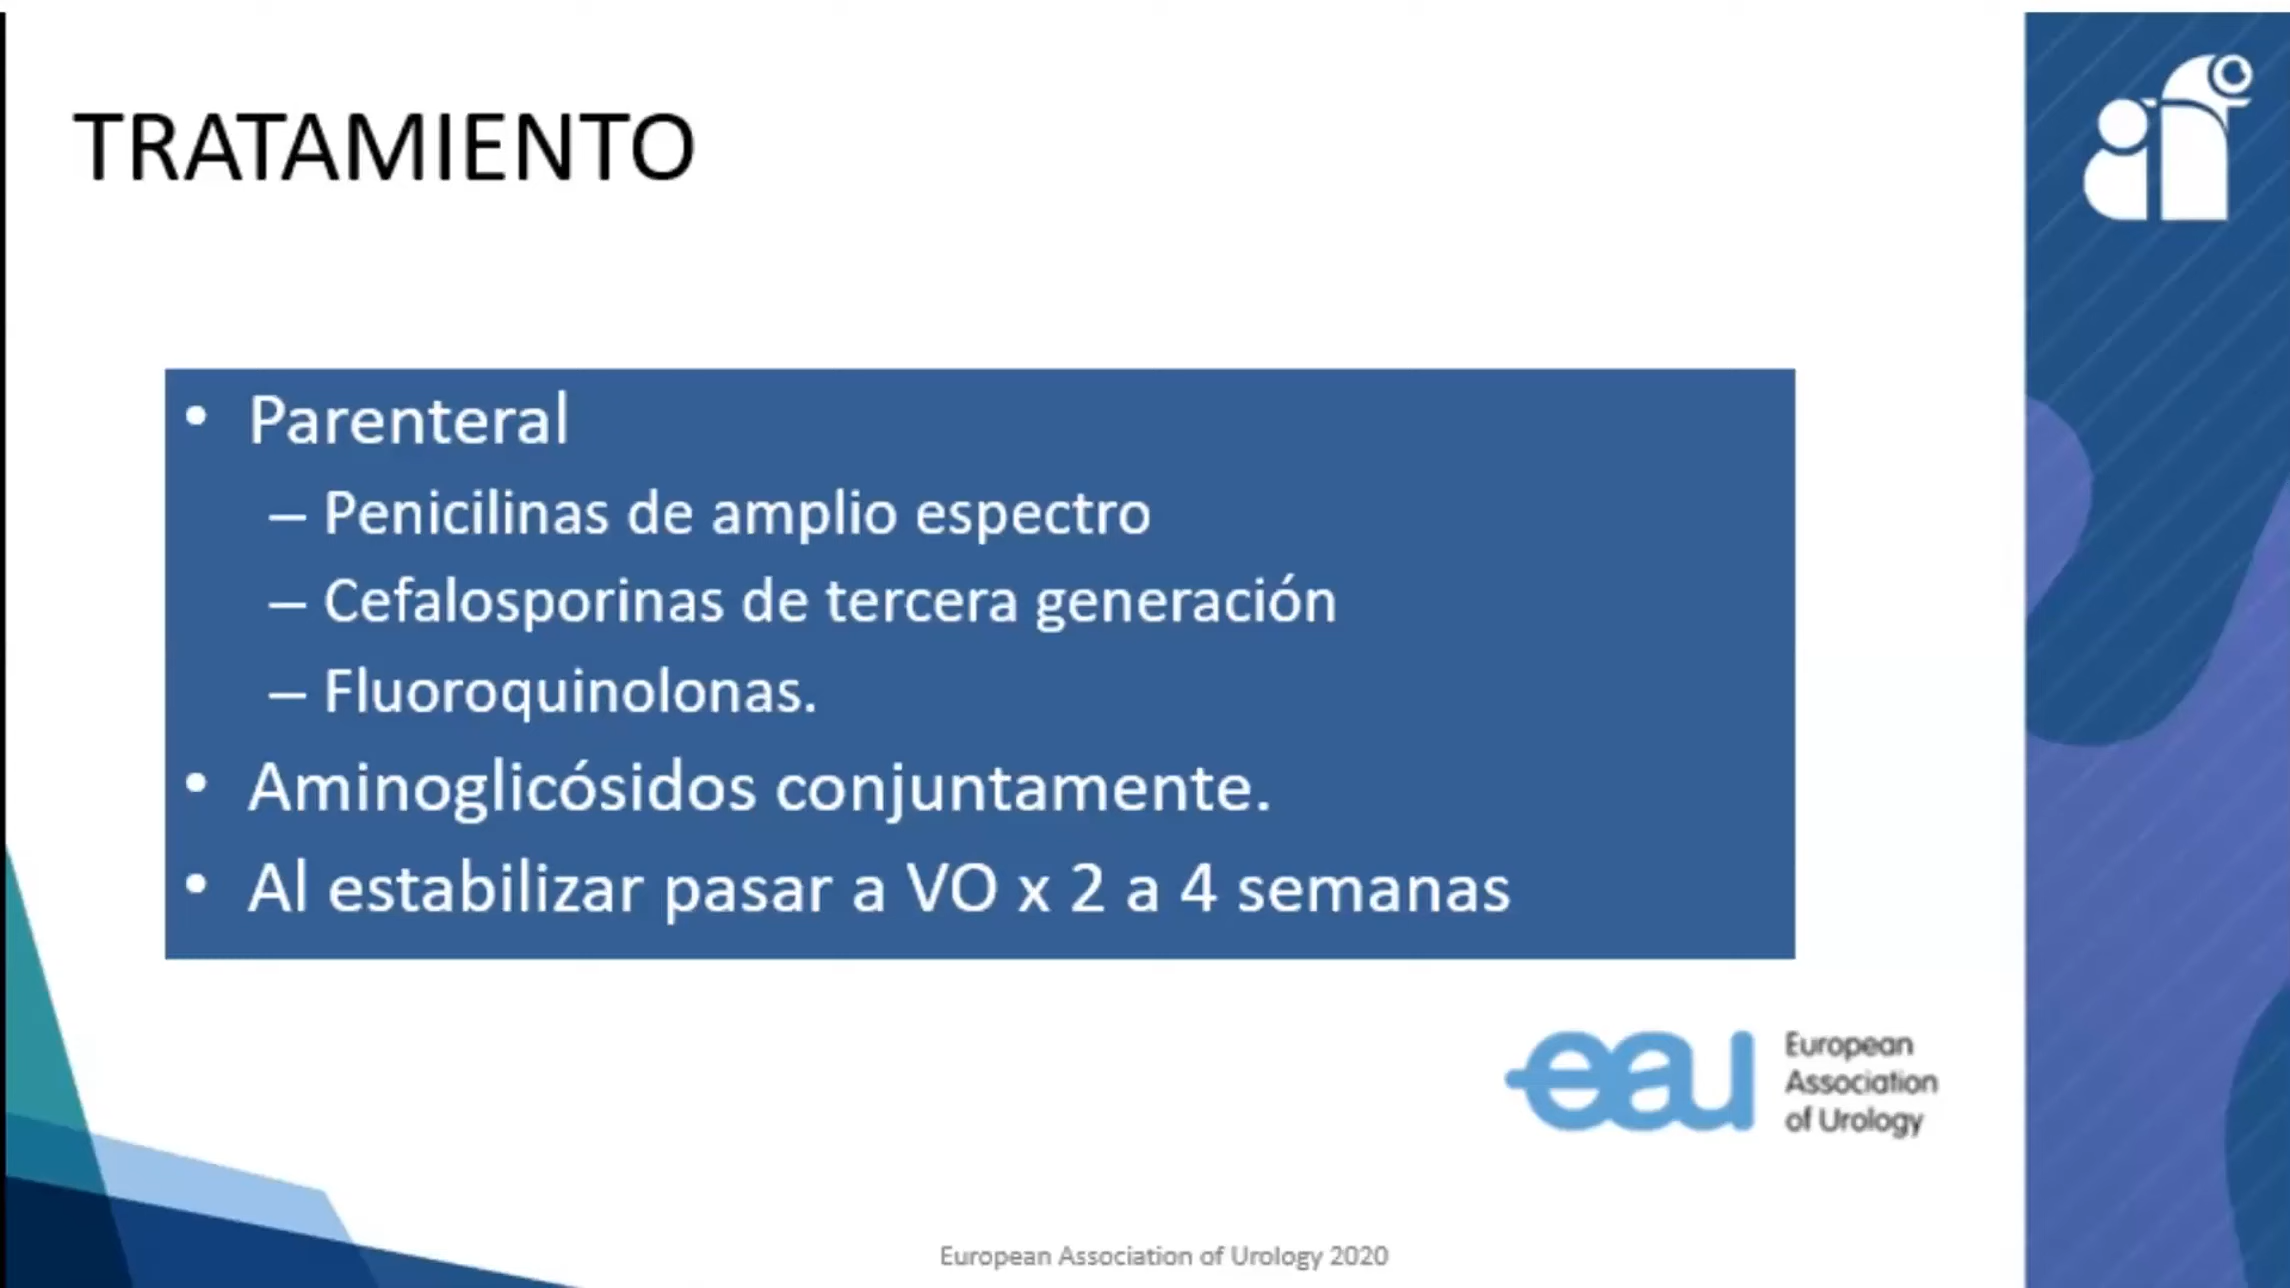 TRATAMIENTO
• Parenteral
– Penicilinas de amplio espectro
– Cefalosporinas de tercera generación
– Fluoroquinolonas.
• Aminoglicósidos conjuntamente.
• Al estabilizar pasar a VO x 2 a 4 semanas
eau
European
Association
of Urology
European Association of Urology 2020